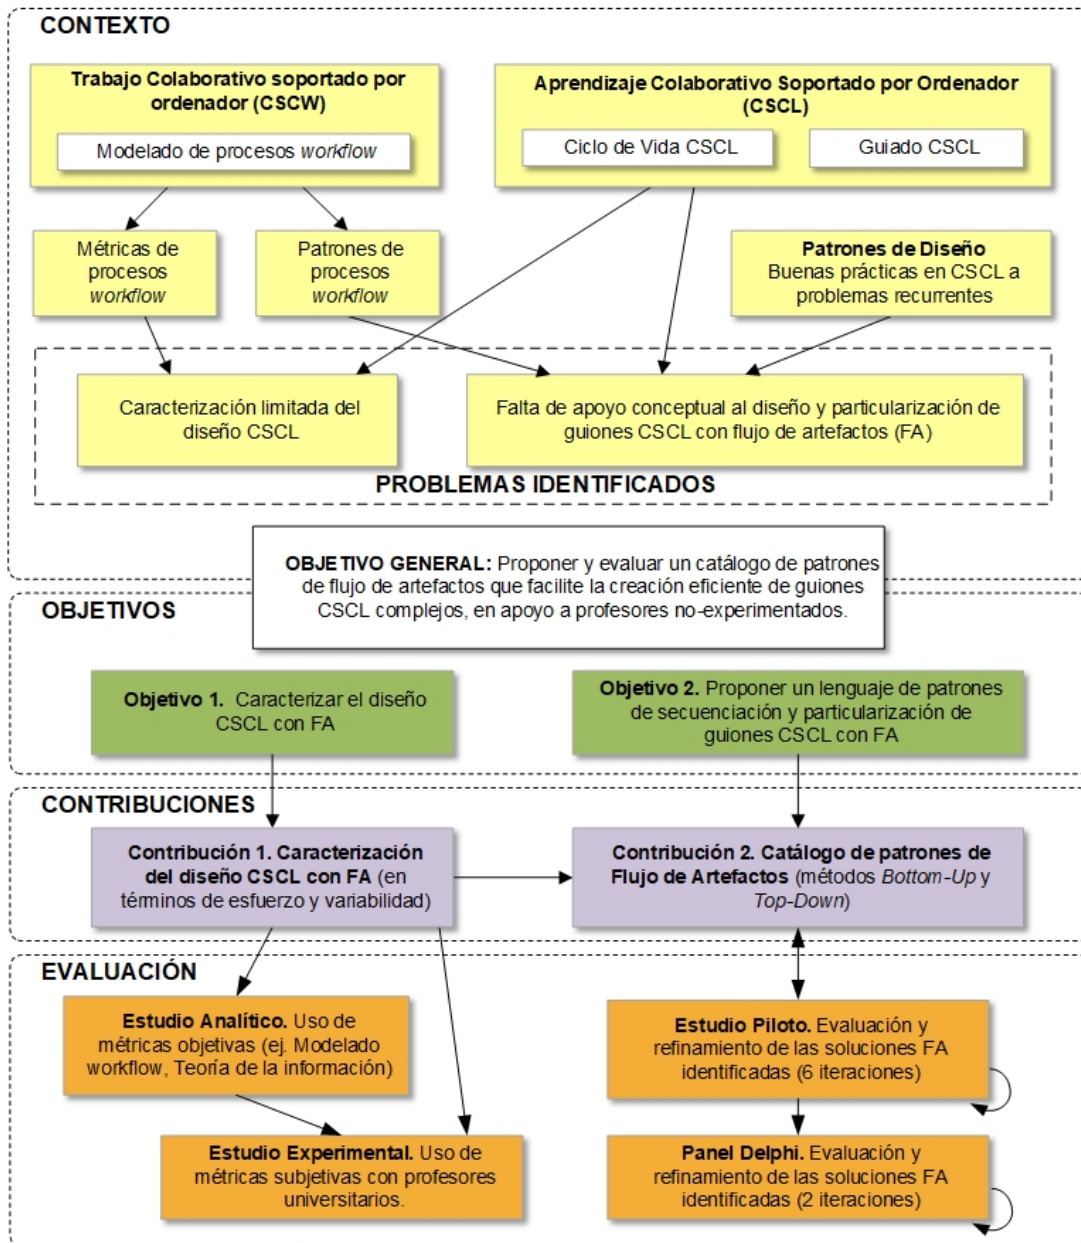 CONTEXTO
Trabajo Colaborativo soportado por
ordenador (CSCW)
Modelado de procesos workflow
Aprendizaje Colaborativo Soportado por Ordenador
(CSCL)
Ciclo de Vida CSCL
Guiado CSCL
Métricas de
procesos
workflow
Patrones de
procesos
workflow
Patrones de Diseño
Buenas prácticas en CSCL a
problemas recurrentes
Caracterización limitada del
diseño CSCL
Falta de apoyo conceptual al diseño y particularización de
guiones CSCL con flujo de artefactos (FA)
PROBLEMAS IDENTIFICADOS
OBJETIVO GENERAL: Proponer y evaluar un catálogo de patrones
de flujo de artefactos que facilite la creación eficiente de guiones
CSCL complejos, en apoyo a profesores no-experimentados.
OBJETIVOS
Objetivo 1. Caracterizar el diseño
CSCL con FA
Objetivo 2. Proponer un lenguaje de patrones
de secuenciación y particularización de
guiones CSCL con FA
CONTRIBUCIONES
Contribución 1. Caracterización
del diseño CSCL con FA (en
términos de esfuerzo y variabilidad)
Contribución 2. Catálogo de patrones de
Flujo de Artefactos (métodos Bottom-Up y
Top-Down)
EVALUACIÓN
Estudio Analítico. Uso de
métricas objetivas (ej. Modelado
workflow, Teoría de la información)
Estudio Piloto. Evaluación y
refinamiento de las soluciones FA
identificadas (6 iteraciones)
Estudio Experimental. Uso de
métricas subjetivas con profesores
universitarios.
Panel Delphi. Evaluación y
refinamiento de las soluciones FA
identificadas (2 iteraciones)